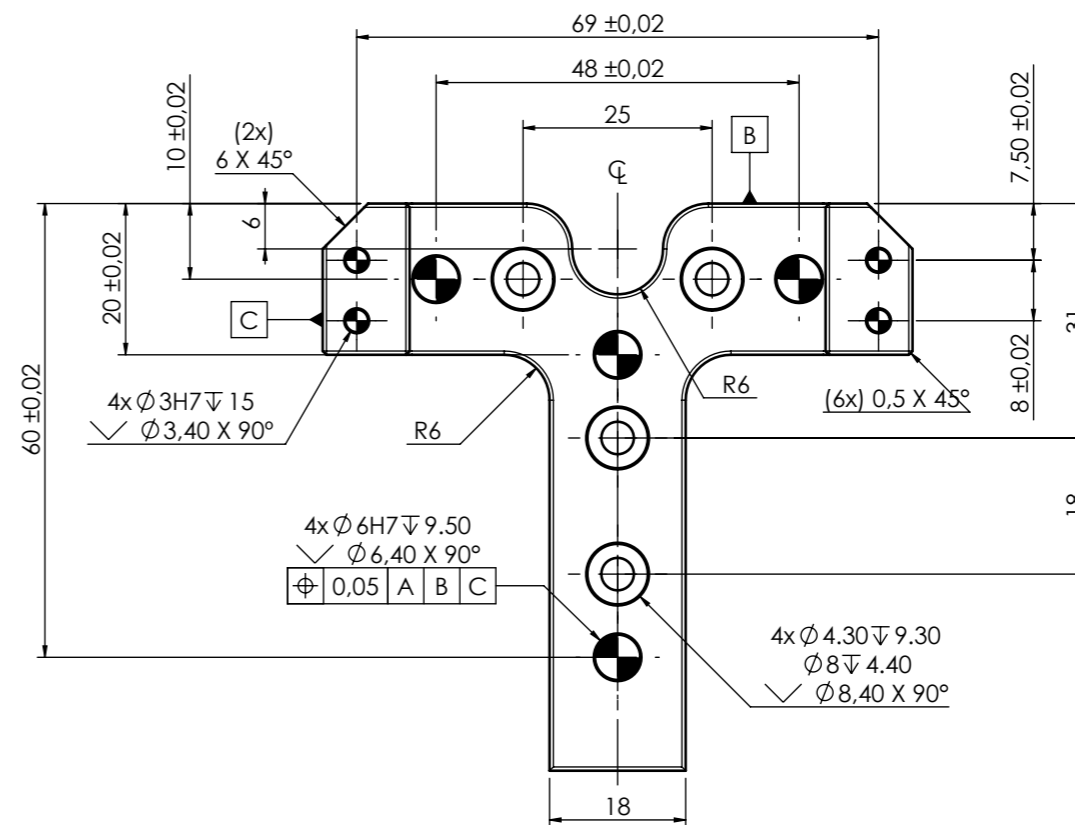 69 ±0,02
48 ±0,02
25
10 ±0,02
(2x)
6 X 45°
B
7,50 ±0,02
℄
6
20 ±0,02
C
31
8 ±0,02
60 ±0,02
4x ⌀3H7↧15
⌵ ⌀3,40 X 90°
R6
R6
(6x) 0,5 X 45°
18
4x ⌀6H7↧9.50
⌵ ⌀6,40 X 90°
⌖ 0,05 A B C
4x ⌀4.30↧9.30
⌀8↧4.40
⌵ ⌀8,40 X 90°
18